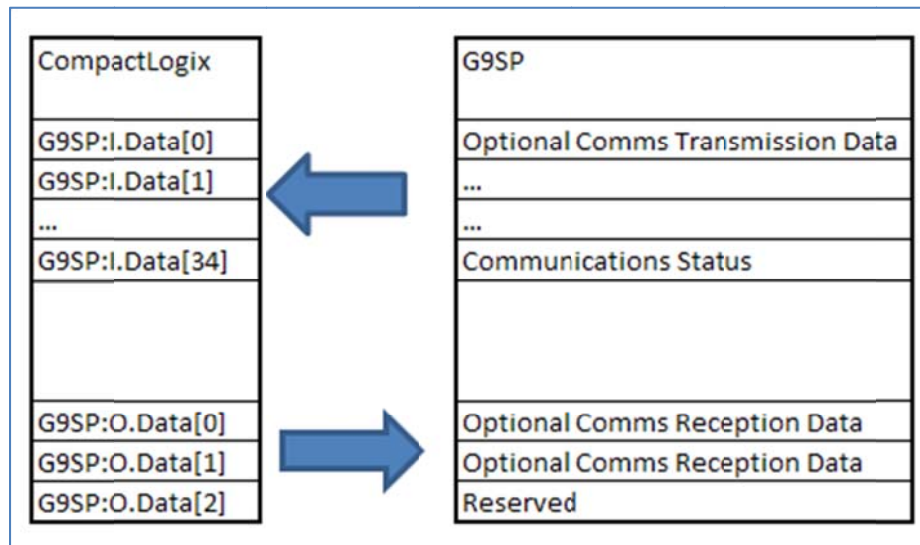 CompactLogix
G9SP:I.Data[0]
G9SP:I.Data[1]
...
G9SP:I.Data[34]
G9SP:O.Data[0]
G9SP:O.Data[1]
G9SP:O.Data[2]
G9SP
Optional Comms Transmission Data
...
...
Communications Status
Optional Comms Reception Data
Optional Comms Reception Data
Reserved